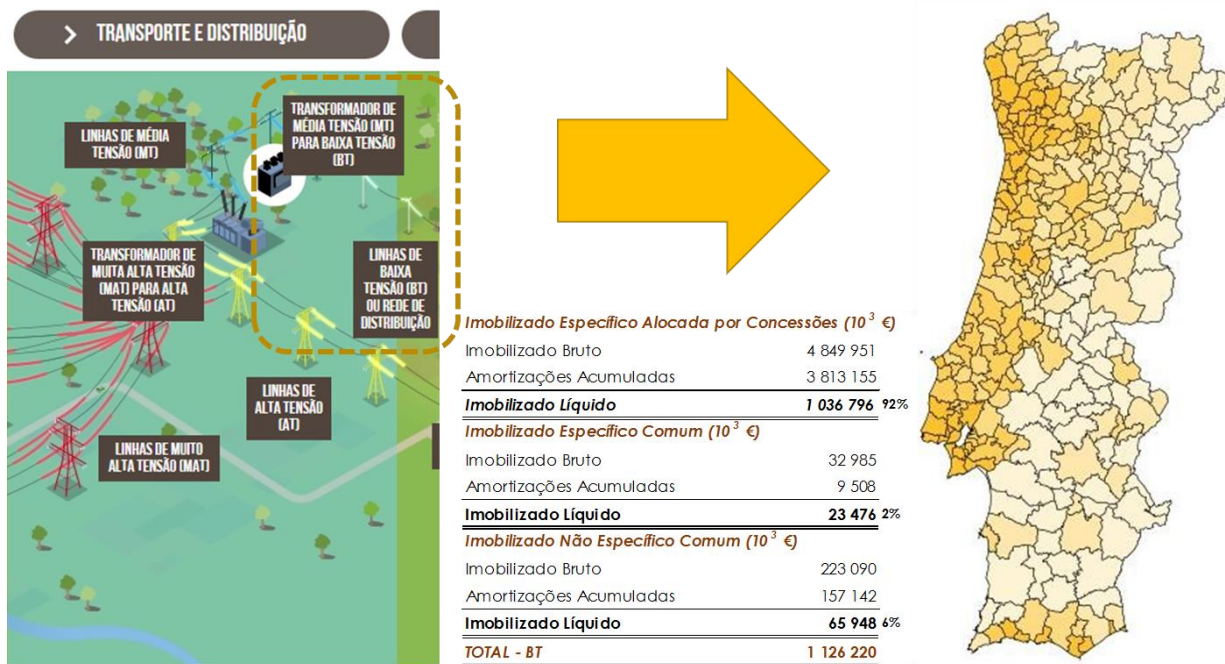 > TRANSPORTE E DISTRIBUIÇÃO
TRANSFORMADOR DE
MÉDIA TENSÃO (MT)
PARA BAIXA TENSÃO
(BT)
LINHAS DE MÉDIA
TENSÃO (MT)
TRANSFORMADOR DE
MUITA ALTA TENSÃO
(MAT) PARA ALTA
TENSÃO (AT)
LINHAS DE
BAIXA
TENSÃO (BT)
OU REDE DE
DISTRIBUIÇÃO
LINHAS DE
ALTA TENSÃO
(AT)
LINHAS DE MUITO
ALTA TENSÃO (MAT)
Imobilizado Específico Alocada por Concessões (10³ €)
Imobilizado Bruto 4 849 951
Amortizações Acumuladas 3 813 155
Imobilizado Líquido 1 036 796 92%
Imobilizado Específico Comum (10³ €)
Imobilizado Bruto 32 985
Amortizações Acumuladas 9 508
Imobilizado Líquido 23 476 2%
Imobilizado Não Específico Comum (10³ €)
Imobilizado Bruto 223 090
Amortizações Acumuladas 157 142
Imobilizado Líquido 65 948 6%
TOTAL - BT 1 126 220